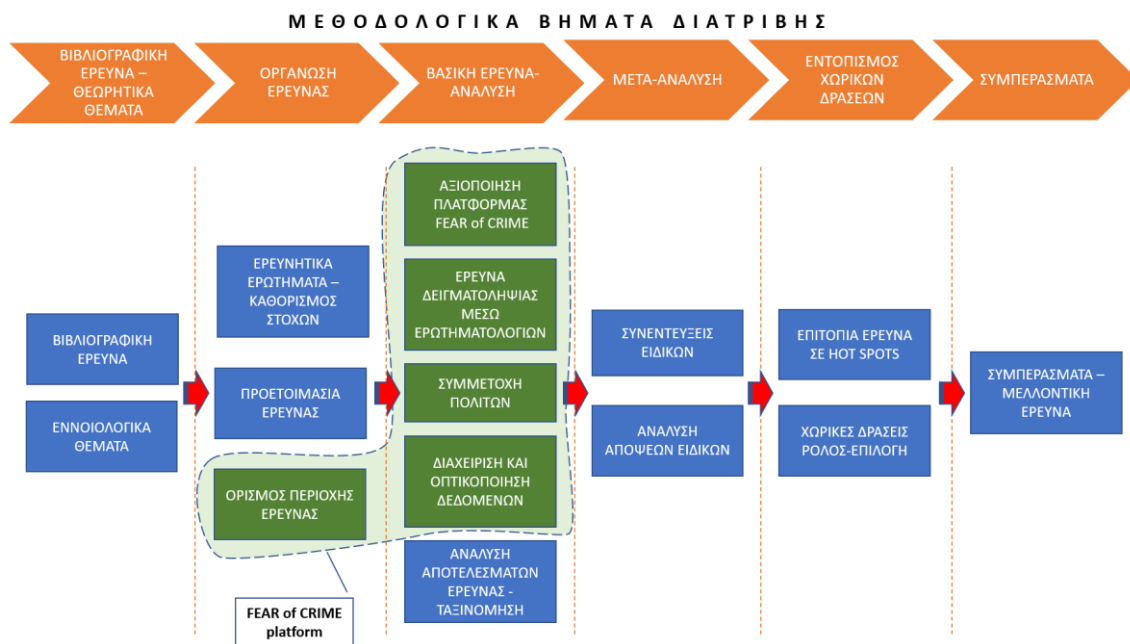 ΜΕΘΟΔΟΛΟΓΙΚΑ ΒΗΜΑΤΑ ΔΙΑΤΡΙΒΗΣ
ΒΙΒΛΙΟΓΡΑΦΙΚΗ
ΕΡΕΥΝΑ –
ΘΕΩΡΗΤΙΚΑ
ΘΕΜΑΤΑ
ΟΡΓΑΝΩΣΗ
ΕΡΕΥΝΑΣ
ΒΑΣΙΚΗ ΕΡΕΥΝΑ-
ΑΝΑΛΥΣΗ
ΜΕΤΑ-ΑΝΑΛΥΣΗ
ΕΝΤΟΠΙΣΜΟΣ
ΧΩΡΙΚΩΝ
ΔΡΑΣΕΩΝ
ΣΥΜΠΕΡΑΣΜΑΤΑ
ΒΙΒΛΙΟΓΡΑΦΙΚΗ
ΕΡΕΥΝΑ
ΕΝΝΟΙΟΛΟΓΙΚΑ
ΘΕΜΑΤΑ
ΕΡΕΥΝΗΤΙΚΑ
ΕΡΩΤΗΜΑΤΑ –
ΚΑΘΟΡΙΣΜΟΣ
ΣΤΟΧΩΝ
ΠΡΟΕΤΟΙΜΑΣΙΑ
ΕΡΕΥΝΑΣ
ΟΡΙΣΜΟΣ ΠΕΡΙΟΧΗΣ
ΕΡΕΥΝΑΣ
FEAR of CRIME
platform
ΑΞΙΟΠΟΙΗΣΗ
ΠΛΑΤΦΟΡΜΑΣ
FEAR of CRIME
ΕΡΕΥΝΑ
ΔΕΙΓΜΑΤΟΛΗΨΙΑΣ
ΜΕΣΩ
ΕΡΩΤΗΜΑΤΟΛΟΓΙΩΝ
ΣΥΜΜΕΤΟΧΗ
ΠΟΛΙΤΩΝ
ΔΙΑΧΕΙΡΙΣΗ ΚΑΙ
ΟΠΤΙΚΟΠΟΙΗΣΗ
ΔΕΔΟΜΕΝΩΝ
ΑΝΑΛΥΣΗ
ΑΠΟΤΕΛΕΣΜΑΤΩΝ
ΕΡΕΥΝΑΣ -
ΤΑΞΙΝΟΜΗΣΗ
ΣΥΝΕΝΤΕΥΞΕΙΣ
ΕΙΔΙΚΩΝ
ΑΝΑΛΥΣΗ
ΑΠΟΨΕΩΝ ΕΙΔΙΚΩΝ
ΕΠΙΤΟΠΙΑ ΕΡΕΥΝΑ
ΣΕ HOT SPOTS
ΧΩΡΙΚΕΣ ΔΡΑΣΕΙΣ
ΡΟΛΟΣ-ΕΠΙΛΟΓΗ
ΣΥΜΠΕΡΑΣΜΑΤΑ –
ΜΕΛΛΟΝΤΙΚΗ
ΕΡΕΥΝΑ